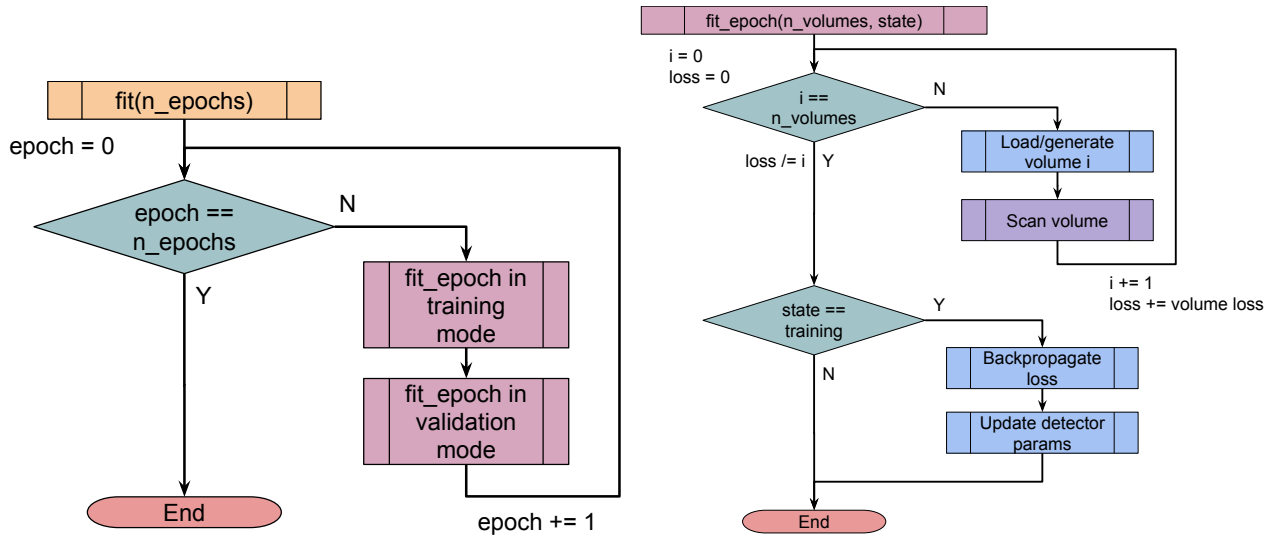 fit(n_epochs)
epoch = 0
epoch ==
n_epochs
N
Y
fit_epoch in
training
mode
fit_epoch in
validation
mode
epoch += 1
End
fit_epoch(n_volumes, state)
i = 0
loss = 0
i ==
n_volumes
N
Load/generate
volume i
Scan volume
i += 1
loss += volume loss
loss /= i
Y
state ==
training
Y
N
Backpropagate
loss
Update detector
params
End